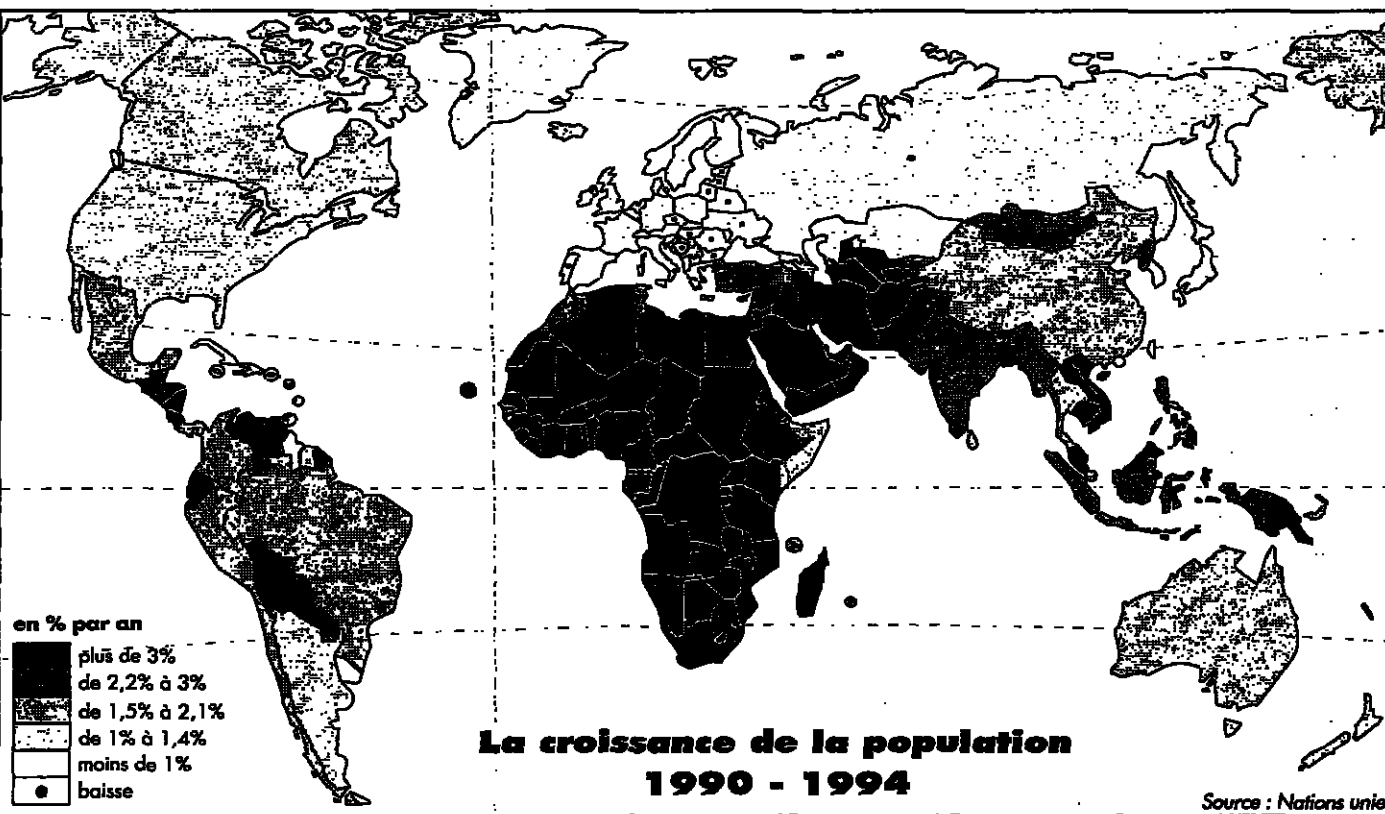 en % par an
plus de 3%
de 2,2% à 3%
de 1,5% à 2,1%
de 1% à 1,4%
moins de 1%
baisse
La croissance de la population
1990 - 1994
Source : Nations unie